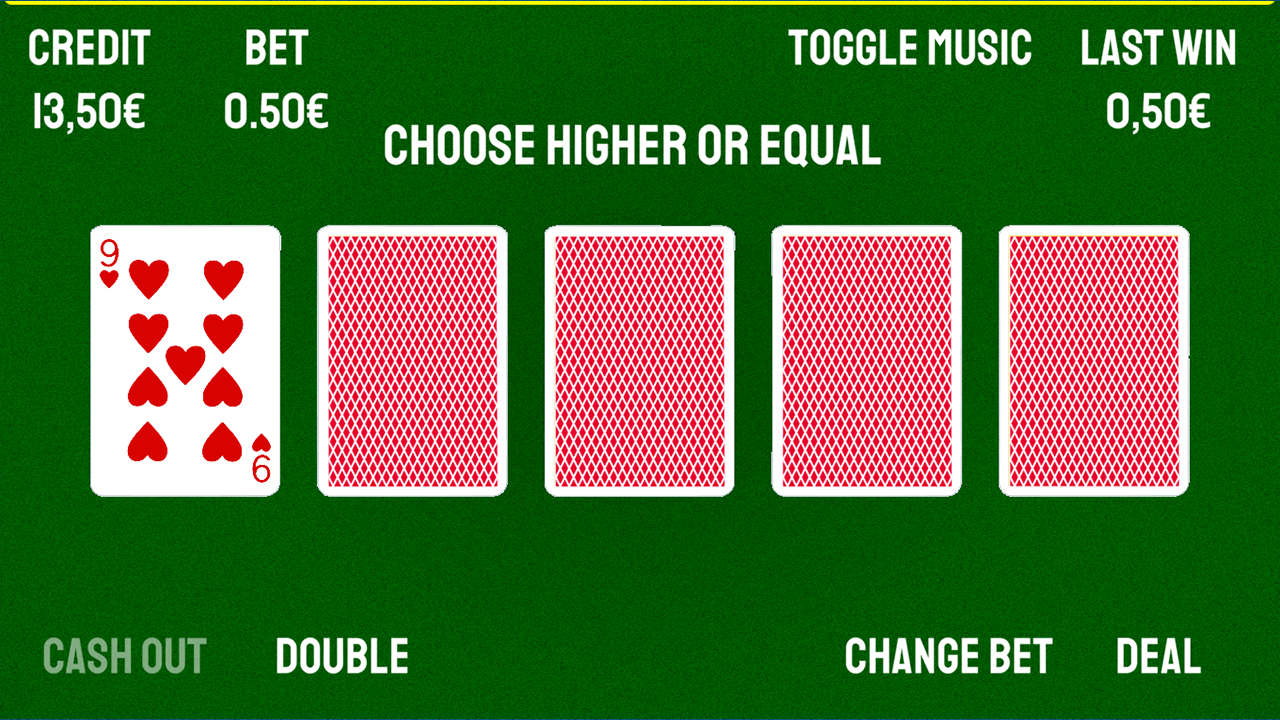 CREDIT BET TOGGLE MUSIC LAST WIN
13,50€ 0.50€ 0,50€
CHOOSE HIGHER OR EQUAL
9
9
CASH OUT DOUBLE CHANGE BET DEAL